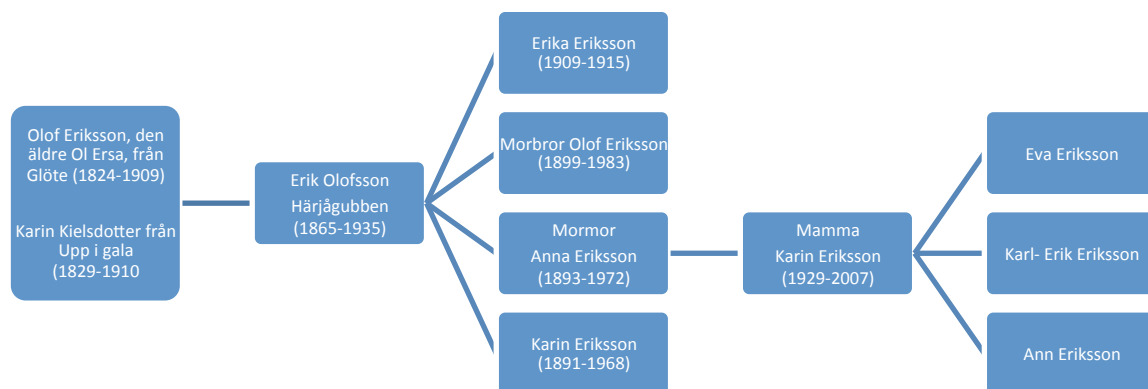 Olof Eriksson, den
äldre Ol Ersa, från
Glöte (1824-1909)
Karin Kielsdotter från
Upp i gala
(1829-1910
Erik Olofsson
Härjågubben
(1865-1935)
Erika Eriksson
(1909-1915)
Morbror Olof Eriksson
(1899-1983)
Mormor
Anna Eriksson
(1893-1972)
Karin Eriksson
(1891-1968)
Mamma
Karin Eriksson
(1929-2007)
Eva Eriksson
Karl- Erik Eriksson
Ann Eriksson